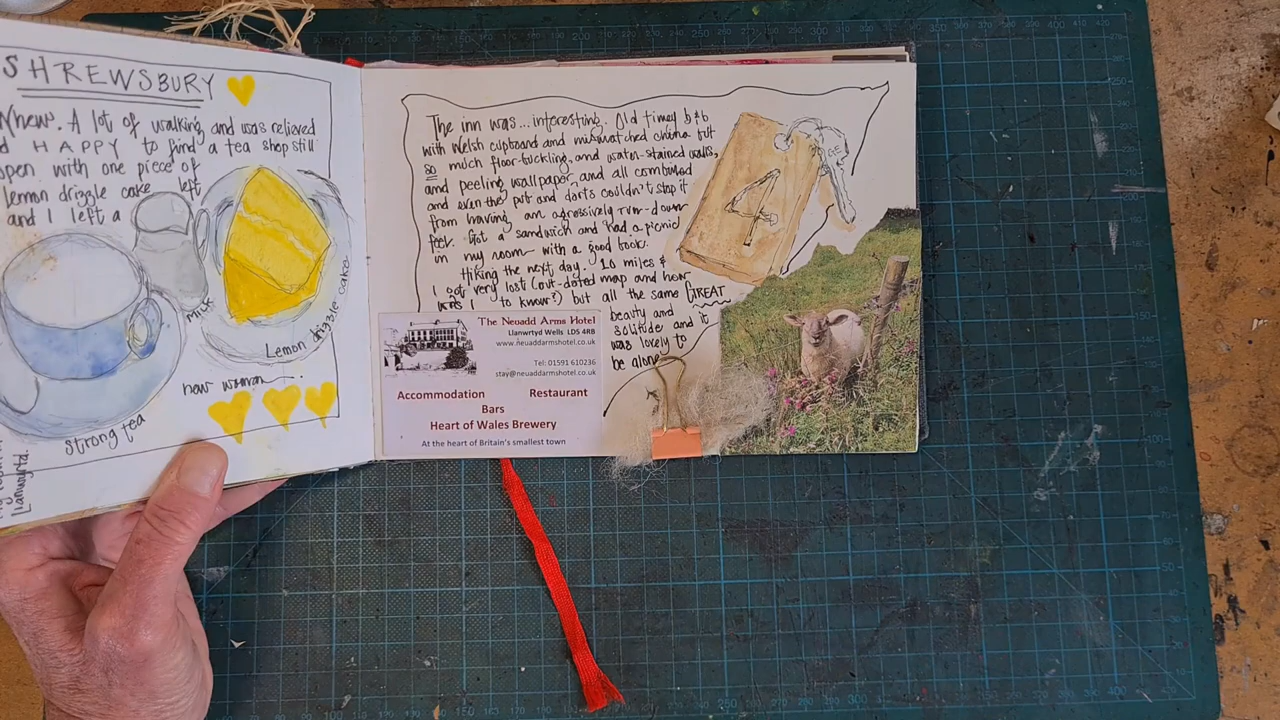 SHREWSBURY
Phew. A lot of walking and was relieved
and HAPPY to find a tea shop still
open with one piece of
lemon drizzle cake left
and I left a
milk
Lemon drizzle cake
new woman.
strong tea
Llanwrtyd.
The inn was...interesting. Old timey b&b
with Welsh cupboard and mismatched china but
so much floor-buckling, and water-stained walls,
and peeling wallpaper, and all combined
and even the pub and darts couldn't stop it
from having an agressively run-down
feel. Got a sandwich and had a picnic
in my room with a good book.
Hiking the next day. 10 miles &
I got very lost (out-dated map and how
was I to know?) but all the same GREAT
beauty and
solitude and it
was lovely to
be alone
4
The Neuadd Arms Hotel
Llanwrtyd Wells LD5 4RB
www.neuaddarmshotel.co.uk
Tel: 01591 610236
stay@neuaddarmshotel.co.uk
Accommodation Restaurant
Bars
Heart of Wales Brewery
At the heart of Britain's smallest town